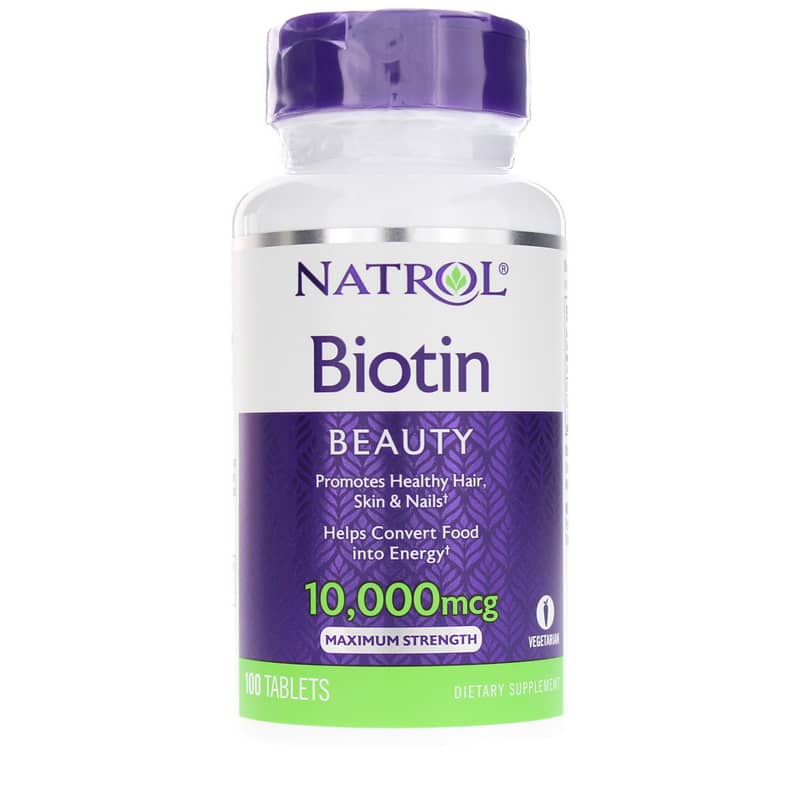 NATROL®
Biotin
BEAUTY
Promotes Healthy Hair,
Skin & Nails†
Helps Convert Food
into Energy†
10,000mcg
MAXIMUM STRENGTH
VEGETARIAN
100 TABLETS
DIETARY SUPPLEMENT